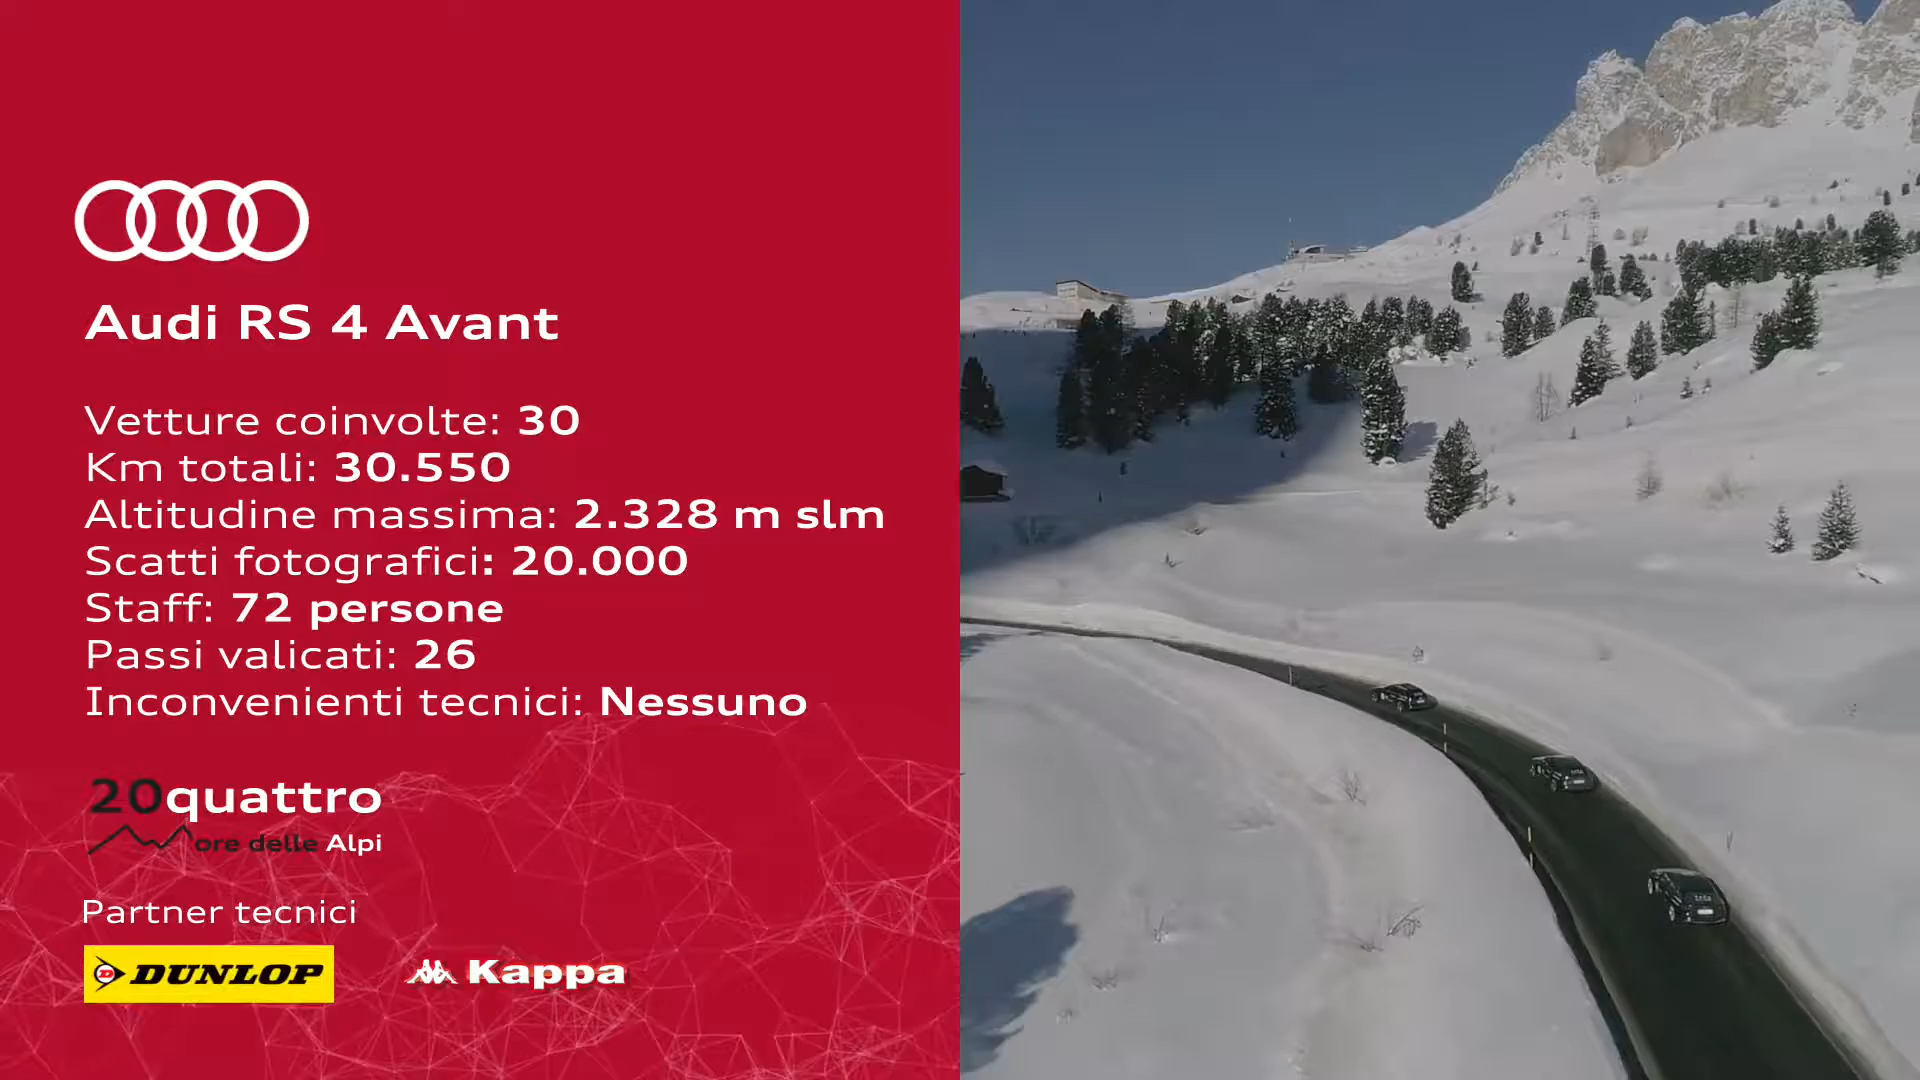 Audi RS 4 Avant
Vetture coinvolte: 30
Km totali: 30.550
Altitudine massima: 2.328 m slm
Scatti fotografici: 20.000
Staff: 72 persone
Passi valicati: 26
Inconvenienti tecnici: Nessuno
20quattro
ore delle Alpi
Partner tecnici
D DUNLOP
Kappa